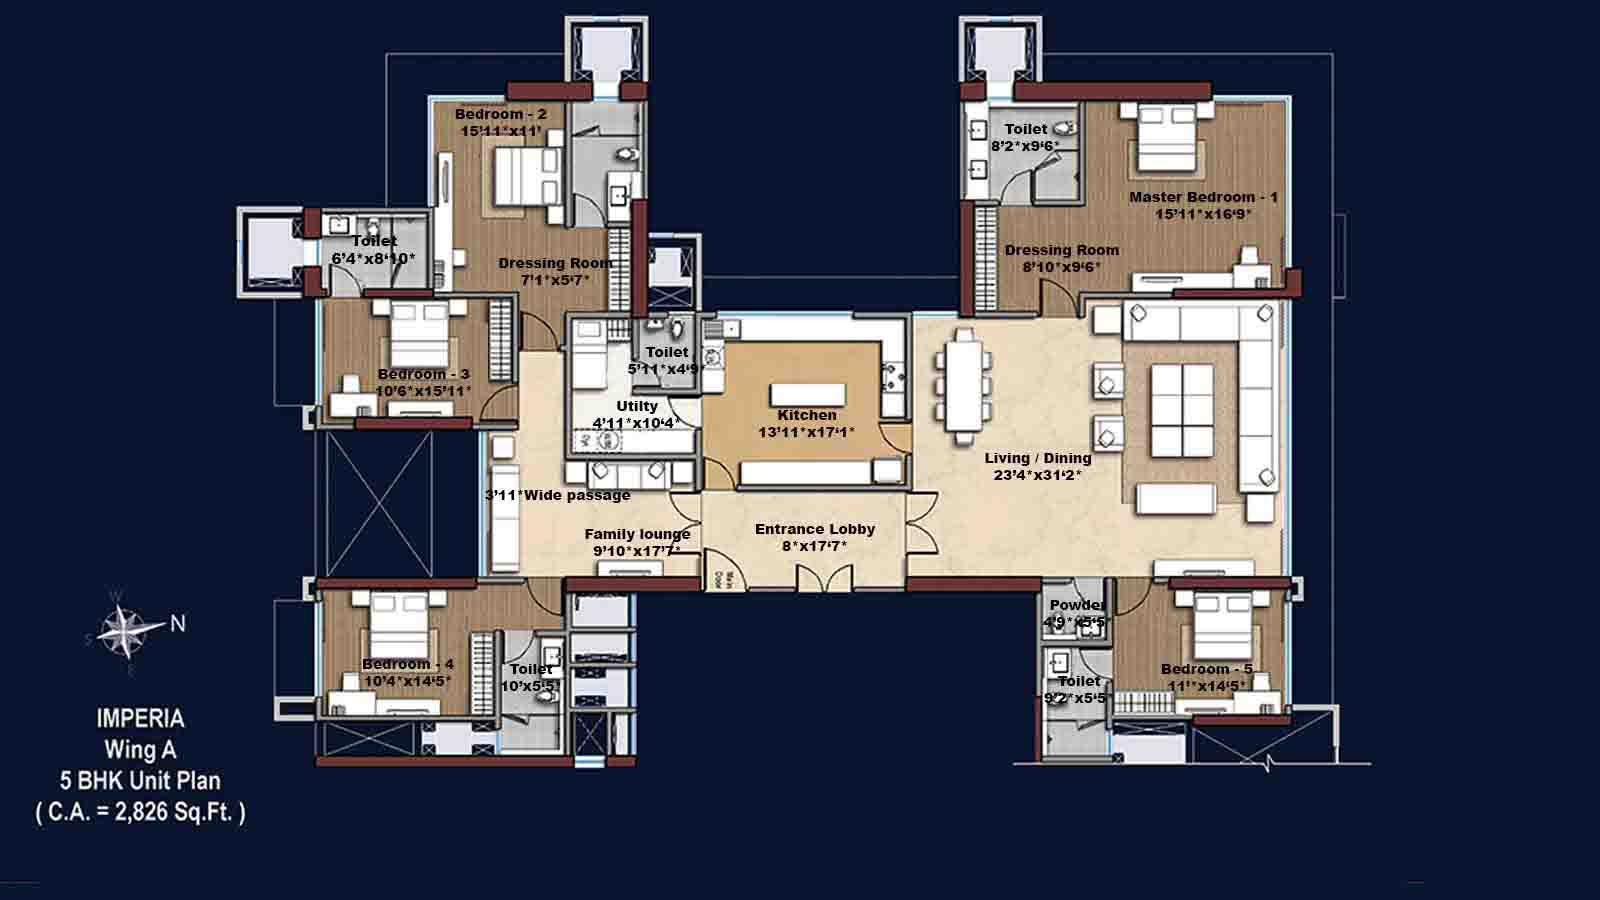 Bedroom - 2
15'11"x11'
Toilet
8'2"x9'6"
Master Bedroom - 1
15'11"x16'9"
Toilet
6'4"x8'10"
Dressing Room
7'1"x5'7"
Dressing Room
8'10"x9'6"
Bedroom - 3
10'6"x15'11"
Toilet
5'11"x4'9"
Utilty
4'11"x10'4"
Kitchen
13'11"x17'1"
Living / Dining
23'4"x31'2"
3'11"Wide passage
Family lounge
9'10"x17'7"
Entrance Lobby
8"x17'7"
Main
Door
Bedroom - 4
10'4"x14'5"
Toilet
10'x5'5"
Powder
4'9"x5'5"
Toilet
9'2"x5'5
Bedroom - 5
11'"x14'5"
W
N
S
E
IMPERIA
Wing A
5 BHK Unit Plan
( C.A. = 2,826 Sq.Ft. )